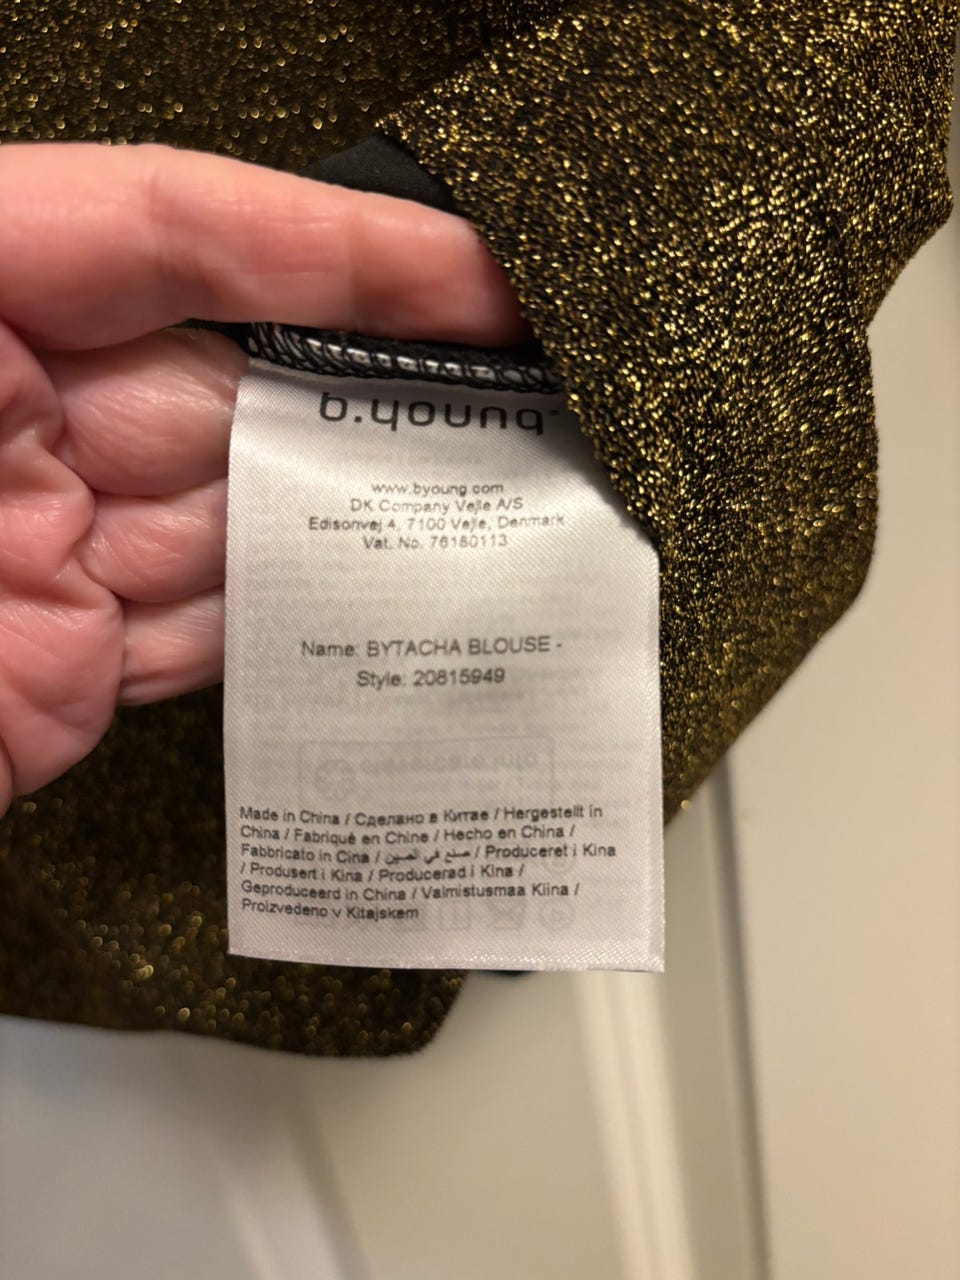 b.young
www.byoung.com
DK Company Vejle A/S
Edisonvej 4, 7100 Vejle, Denmark
Vat. No. 76180113
Name: BYTACHA BLOUSE -
Style: 20815949
Made in China / Сделано в Китае / Hergestellt in
China / Fabriqué en Chine / Hecho en China /
Fabbricato in Cina / صنع في الصين / Produceret i Kina
/ Produsert i Kina / Producerad i Kina /
Geproduceerd in China / Valmistusmaa Kiina /
Proizvedeno v Kitajskem